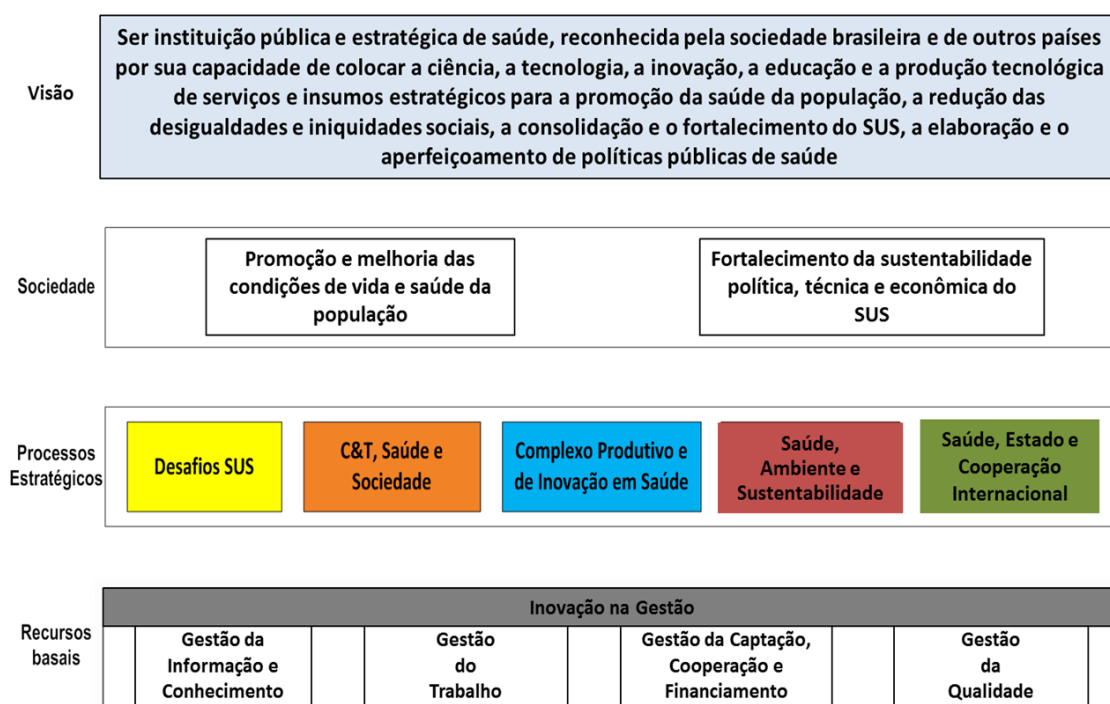 Visão
Ser instituição pública e estratégica de saúde, reconhecida pela sociedade brasileira e de outros países
por sua capacidade de colocar a ciência, a tecnologia, a inovação, a educação e a produção tecnológica
de serviços e insumos estratégicos para a promoção da saúde da população, a redução das
desigualdades e iniquidades sociais, a consolidação e o fortalecimento do SUS, a elaboração e o
aperfeiçoamento de políticas públicas de saúde
Sociedade
Promoção e melhoria das
condições de vida e saúde da
população
Fortalecimento da sustentabilidade
política, técnica e econômica do
SUS
Processos
Estratégicos
Desafios SUS
C&T, Saúde e
Sociedade
Complexo Produtivo e
de Inovação em Saúde
Saúde,
Ambiente e
Sustentabilidade
Saúde, Estado e
Cooperação
Internacional
Recursos
basais
Inovação na Gestão
Gestão da
Informação e
Conhecimento
Gestão
do
Trabalho
Gestão da Captação,
Cooperação e
Financiamento
Gestão
da
Qualidade